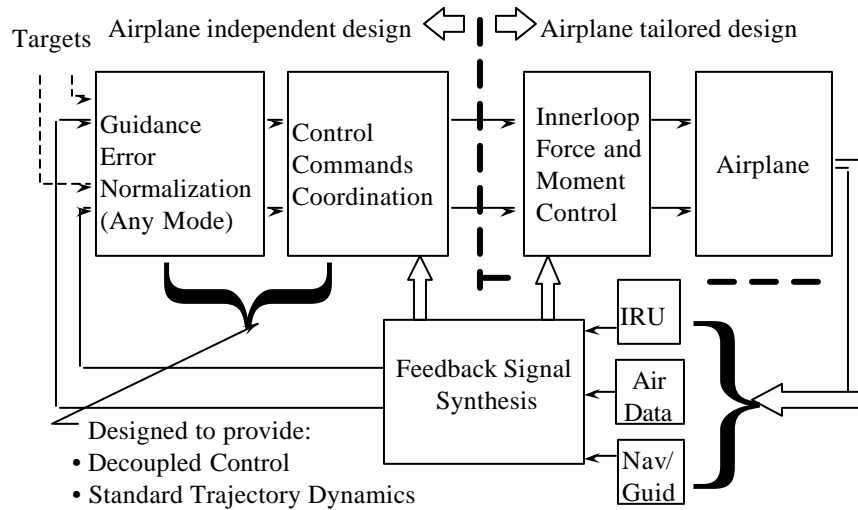 Targets
Airplane independent design
Airplane tailored design
Guidance
Error
Normalization
(Any Mode)
Control
Commands
Coordination
Innerloop
Force and
Moment
Control
Airplane
Feedback Signal
Synthesis
IRU
Air
Data
Nav/
Guid
Designed to provide:
• Decoupled Control
• Standard Trajectory Dynamics